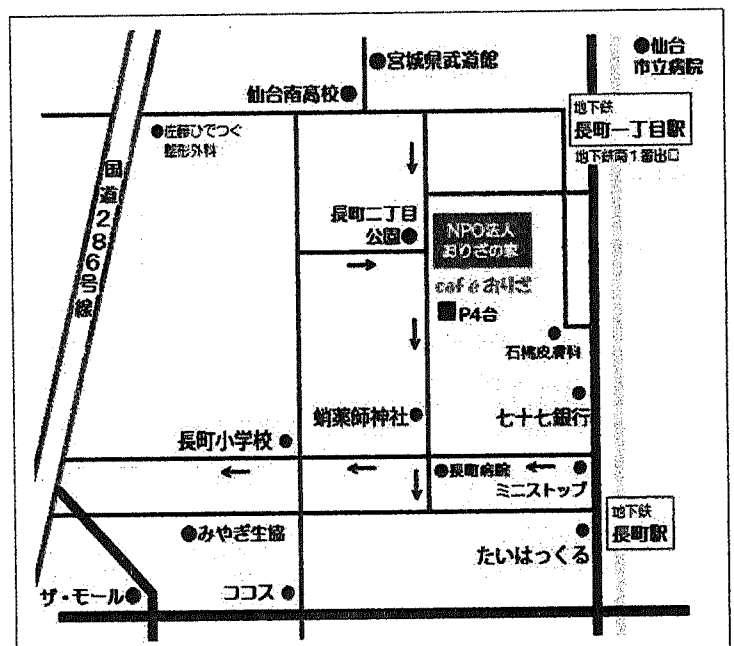 ●仙台
市立病院
●宮城県武道館
仙台南高校●
地下鉄
長町一丁目駅
地下鉄南1番出口
●佐藤ひでつぐ
整形外科
国道286号線
長町二丁目
公園●
NPO法人
おりざの家
café おりざ
■P4台
石橋皮膚科
蛸薬師神社●
七十七銀行
長町小学校●
●長町病院
ミニストップ
地下鉄
長町駅
●みやぎ生協
たいはっくる
ザ・モール●
ココス●